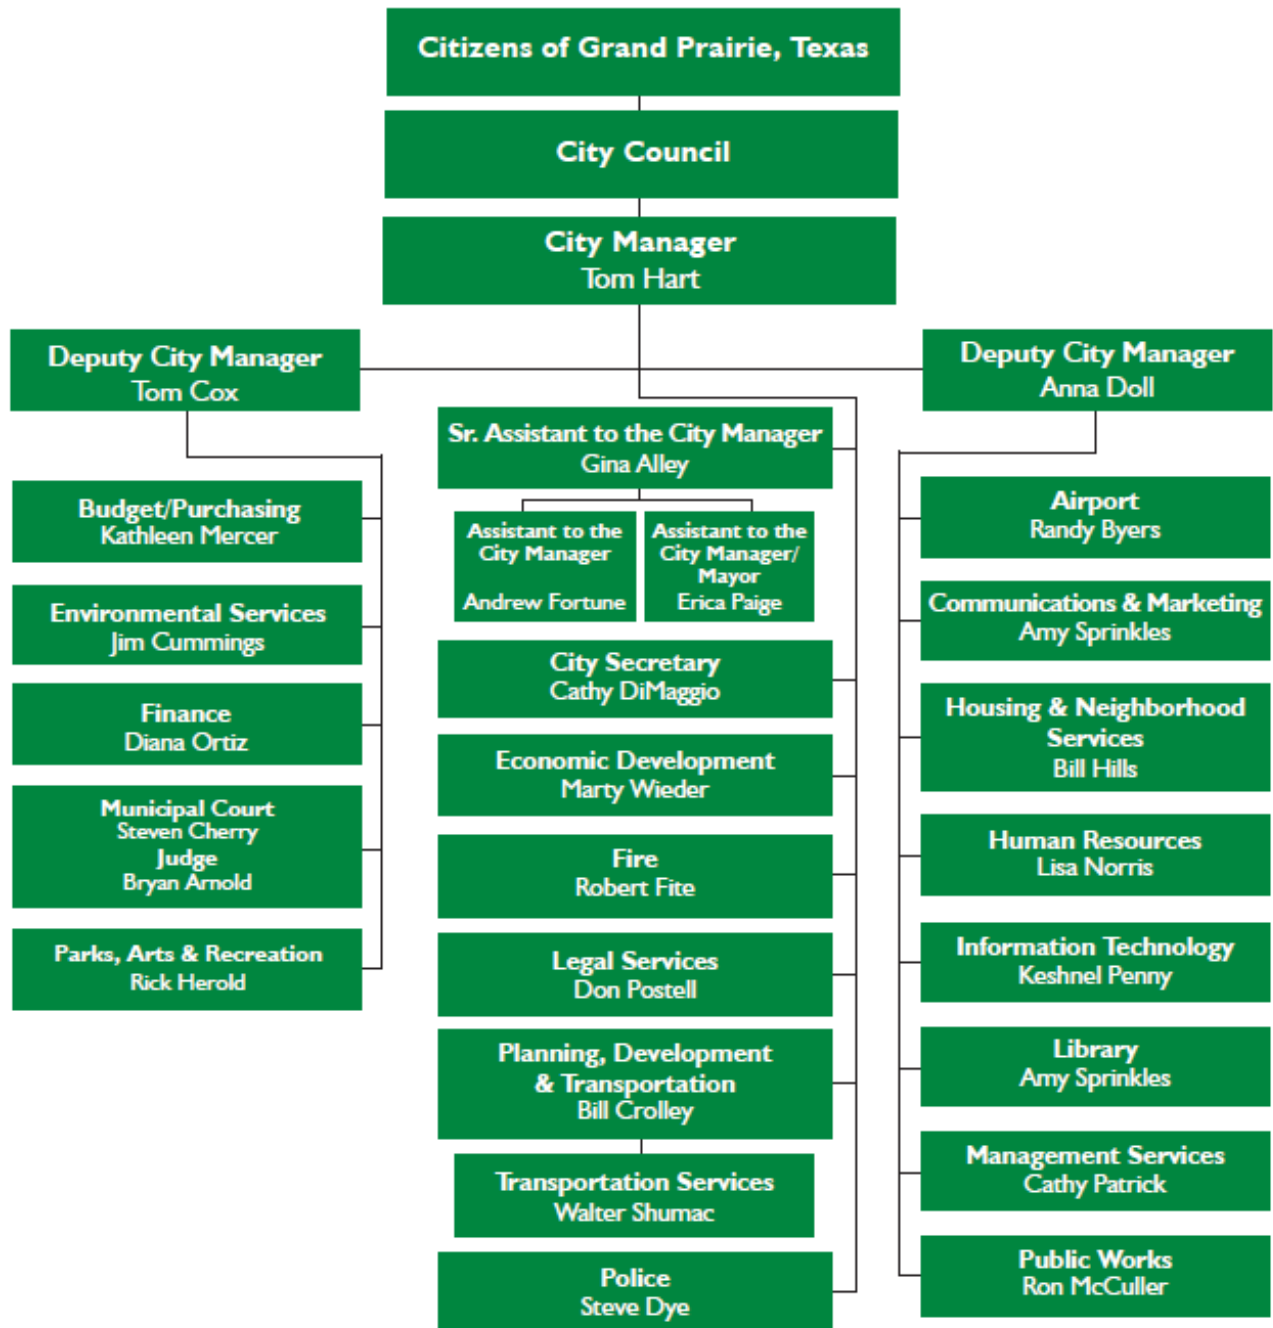 Citizens of Grand Prairie, Texas
City Council
City Manager
Tom Hart
Deputy City Manager
Tom Cox
Deputy City Manager
Anna Doll
Budget/Purchasing
Kathleen Mercer
Environmental Services
Jim Cummings
Finance
Diana Ortiz
Municipal Court
Steven Cherry
Judge
Bryan Arnold
Parks, Arts & Recreation
Rick Herold
Sr. Assistant to the City Manager
Gina Alley
Assistant to the
City Manager
Andrew Fortune
Assistant to the
City Manager/
Mayor
Erica Paige
City Secretary
Cathy DiMaggio
Economic Development
Marty Wieder
Fire
Robert Fite
Legal Services
Don Postell
Planning, Development
& Transportation
Bill Crolley
Transportation Services
Walter Shumac
Police
Steve Dye
Airport
Randy Byers
Communications & Marketing
Amy Sprinkles
Housing & Neighborhood
Services
Bill Hills
Human Resources
Lisa Norris
Information Technology
Keshnel Penny
Library
Amy Sprinkles
Management Services
Cathy Patrick
Public Works
Ron McCuller